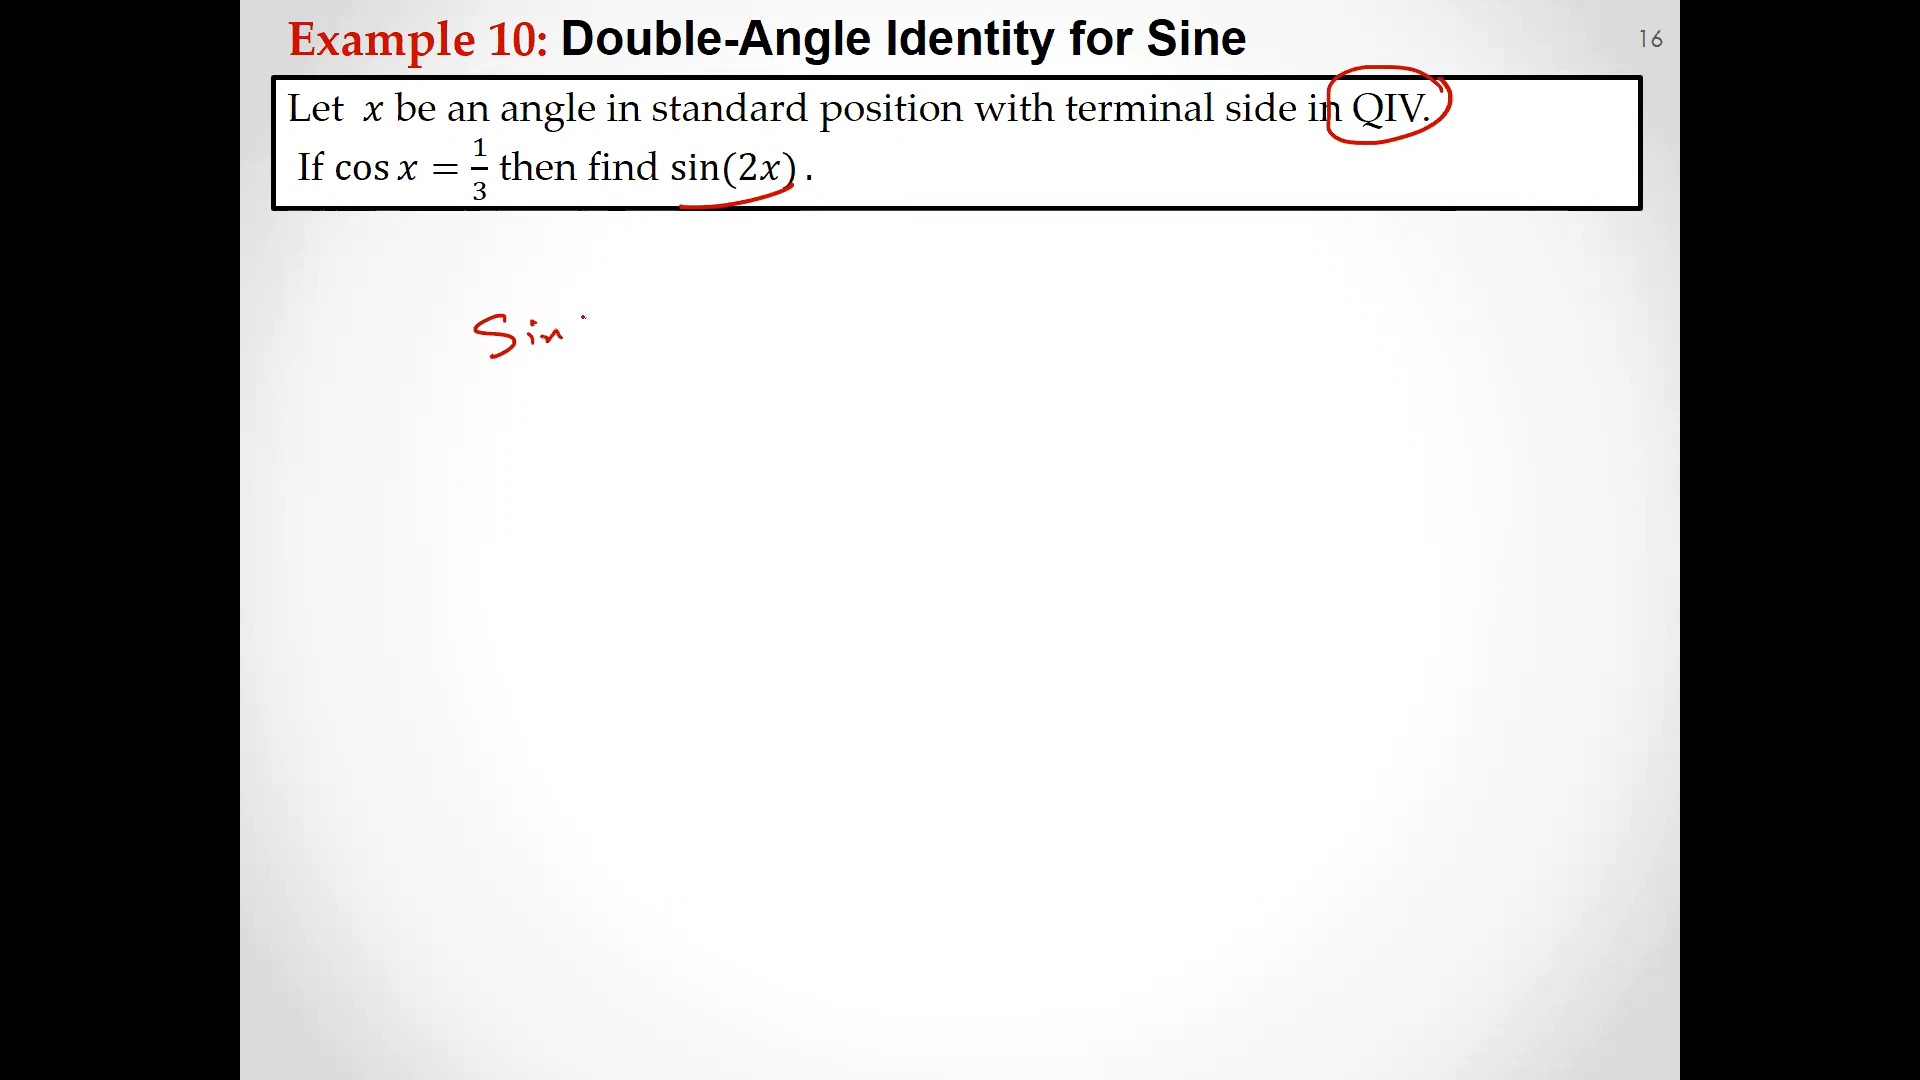 Example 10: Double-Angle Identity for Sine
16
Let x be an angle in standard position with terminal side in QIV.
If cos x = 1/3 then find sin(2x).
Sin